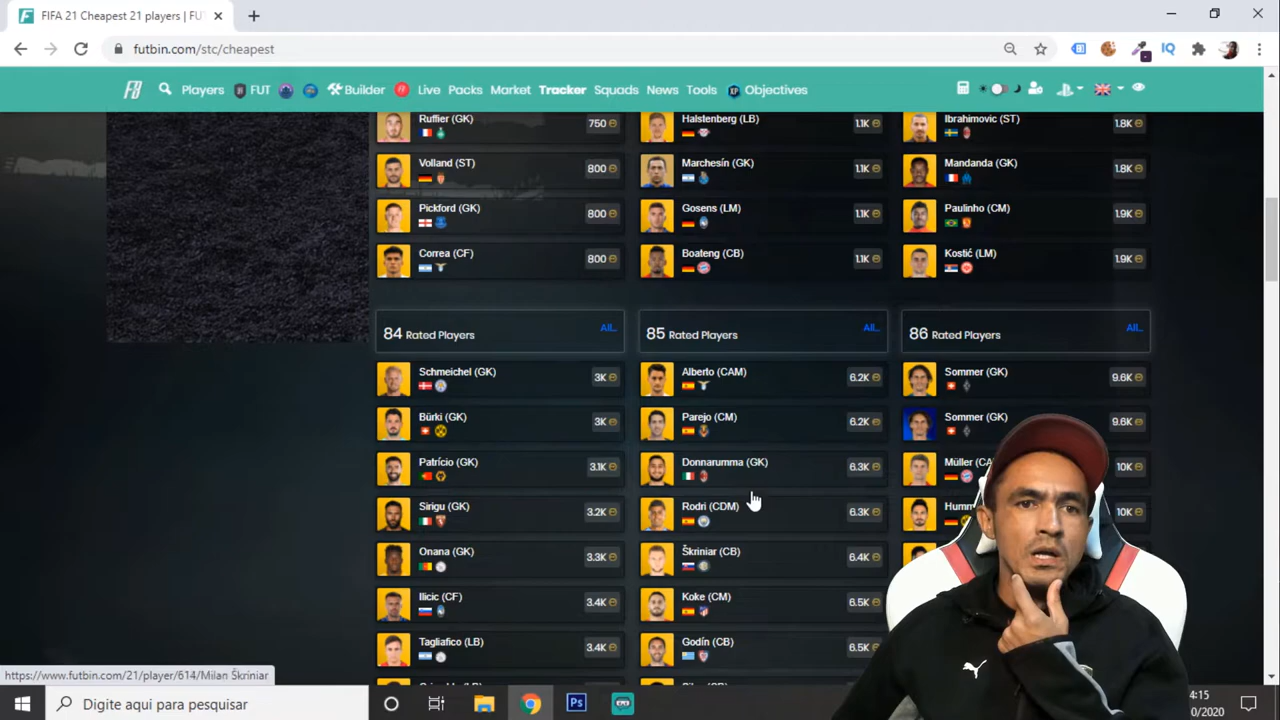 FIFA 21 Cheapest 21 players | FUT
futbin.com/stc/cheapest
IQ
FB
Players FUT Builder Live Packs Market Tracker Squads News Tools XP Objectives
Ruffier (GK) 750
Volland (ST) 800
Pickford (GK) 800
Correa (CF) 800
Halstenberg (LB) 1.1K
Marchesín (GK) 1.1K
Gosens (LM) 1.1K
Boateng (CB) 1.1K
Ibrahimovic (ST) 1.8K
Mandanda (GK) 1.8K
Paulinho (CM) 1.9K
Kostić (LM) 1.9K
84 Rated Players All..
Schmeichel (GK) 3K
Bürki (GK) 3K
Patrício (GK) 3.1K
Sirigu (GK) 3.2K
Onana (GK) 3.3K
Ilicic (CF) 3.4K
Tagliafico (LB) 3.4K
85 Rated Players All..
Alberto (CAM) 6.2K
Parejo (CM) 6.2K
Donnarumma (GK) 6.3K
Rodri (CDM) 6.3K
Škriniar (CB) 6.4K
Koke (CM) 6.5K
Godín (CB) 6.5K
86 Rated Players All..
Sommer (GK) 9.6K
Sommer (GK) 9.6K
Müller (CA 10K
Humm 10K
https://www.futbin.com/21/player/614/Milan Škriniar
Digite aqui para pesquisar
Ps
4:15
0/2020